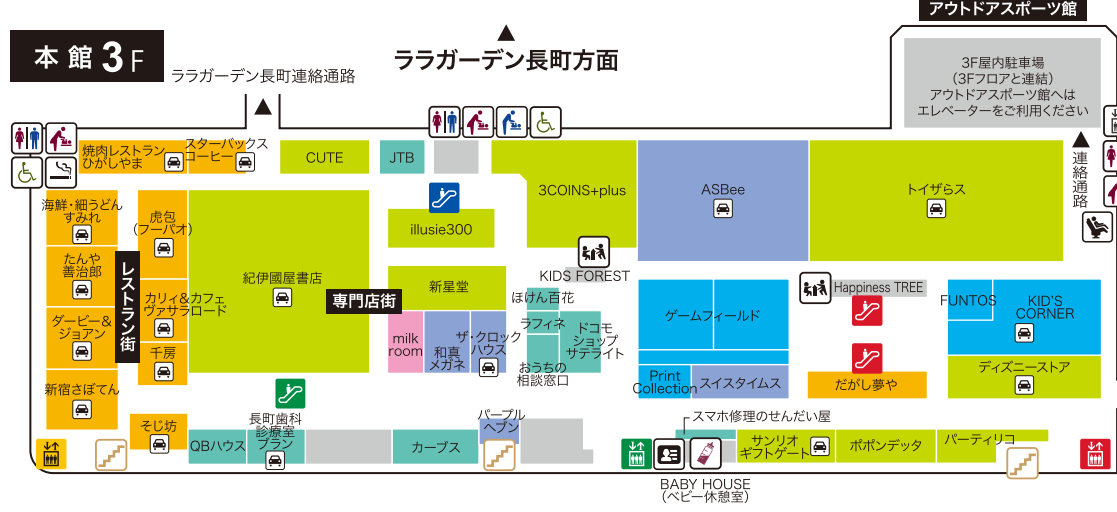 アウトドアスポーツ館
本館 3F
ララガーデン長町方面
ララガーデン長町連絡通路
3F屋内駐車場
(3Fフロアと連結)
アウトドアスポーツ館へは
エレベーターをご利用ください
連絡通路
焼肉レストラン
ひがしやま
スターバックス
コーヒー
CUTE
JTB
3COINS+plus
ASBee
トイザらス
海鮮・細うどん
すみれ
虎包
(フーパオ)
illusie300
たんや
善治郎
レストラン街
カリィ&カフェ
ヴァサラロード
紀伊國屋書店
専門店街
新星堂
KIDS FOREST
ほけん百花
Happiness TREE
FUNTOS
KID'S
CORNER
ダービー&
ジョアン
千房
milk
room
和真
メガネ
ザ・クロック
ハウス
ラフィネ
ドコモ
ショップ
サテライト
おうちの
相談窓口
ゲームフィールド
Print
Collection
スイスタイムス
だがし夢や
ディズニーストア
新宿さぼてん
そじ坊
QBハウス
長町歯科
診療室
プラン
カーブス
パープル
ヘブン
スマホ修理のせんだい屋
サンリオ
ギフトゲート
ポポンデッタ
パーティリコ
BABY HOUSE
(ベビー休憩室)